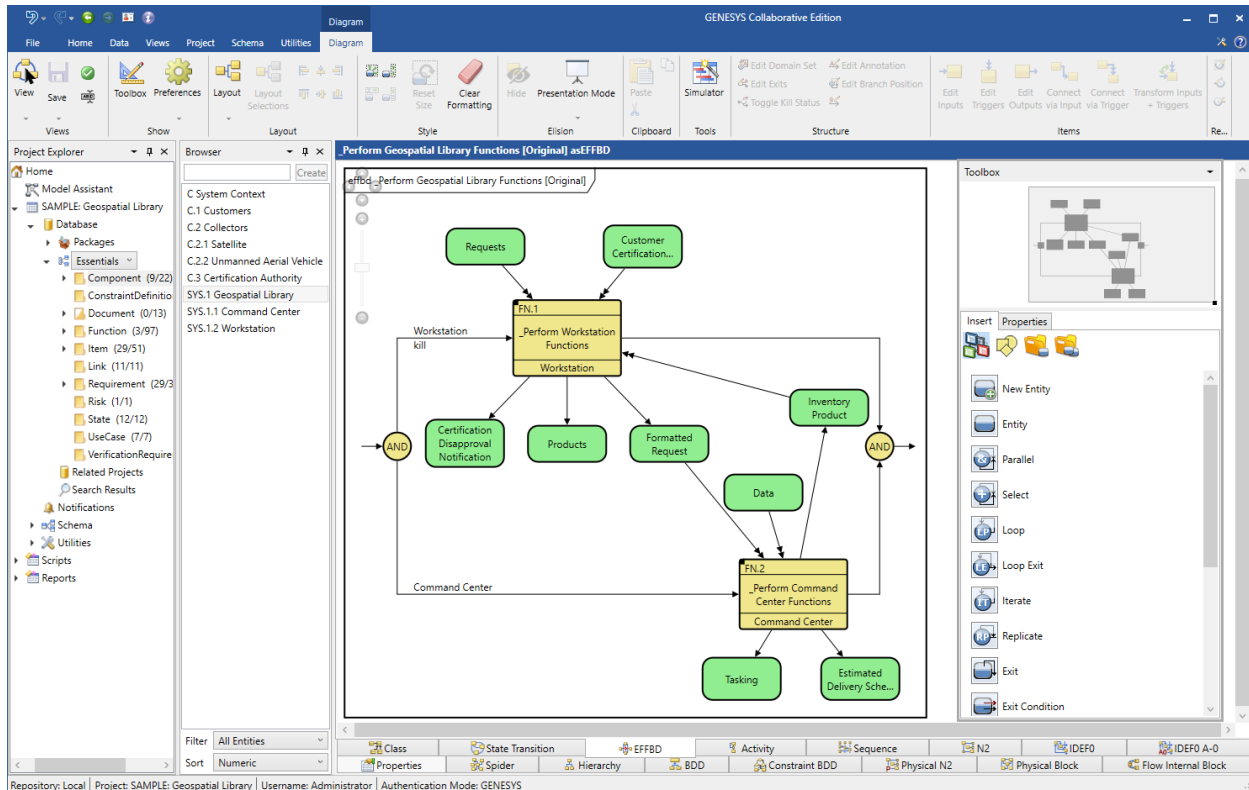 Diagram
GENESYS Collaborative Edition
File Home Data Views Project Schema Utilities Diagram
View Save Toolbox Preferences Layout Layout Selections Reset Size Clear Formatting Hide Presentation Mode Paste Simulator
Edit Domain Set Edit Annotation
Edit Exits Edit Branch Position
Toggle Kill Status
Edit Inputs Edit Triggers Edit Outputs Connect via Input Connect via Trigger Transform Inputs + Triggers
Views Show Layout Style Elision Clipboard Tools Structure Items Re...
Project Explorer
Home
Model Assistant
SAMPLE: Geospatial Library
Database
Packages
Essentials
Component (9/22)
ConstraintDefinitio
Document (0/13)
Function (3/97)
Item (29/51)
Link (11/11)
Requirement (29/3
Risk (1/1)
State (12/12)
UseCase (7/7)
VerificationRequire
Related Projects
Search Results
Notifications
Schema
Utilities
Scripts
Reports
Browser
Create
C System Context
C.1 Customers
C.2 Collectors
C.2.1 Satellite
C.2.2 Unmanned Aerial Vehicle
C.3 Certification Authority
SYS.1 Geospatial Library
SYS.1.1 Command Center
SYS.1.2 Workstation
Filter All Entities
Sort Numeric
_Perform Geospatial Library Functions [Original] asEFFBD
effbd _Perform Geospatial Library Functions [Original]
Requests
Customer
Certification...
FN.1
_Perform Workstation
Functions
Workstation
Workstation
kill
Inventory
Product
Certification
Disapproval
Notification
Products
Formatted
Request
AND
AND
Data
FN.2
_Perform Command
Center Functions
Command Center
Command Center
Tasking
Estimated
Delivery Sche...
Toolbox
Insert Properties
New Entity
Entity
Parallel
Select
Loop
Loop Exit
Iterate
Replicate
Exit
Exit Condition
Class State Transition EFFBD Activity Sequence N2 IDEF0 IDEF0 A-0
Properties Spider Hierarchy BDD Constraint BDD Physical N2 Physical Block Flow Internal Block
Repository: Local Project: SAMPLE: Geospatial Library Username: Administrator Authentication Mode: GENESYS